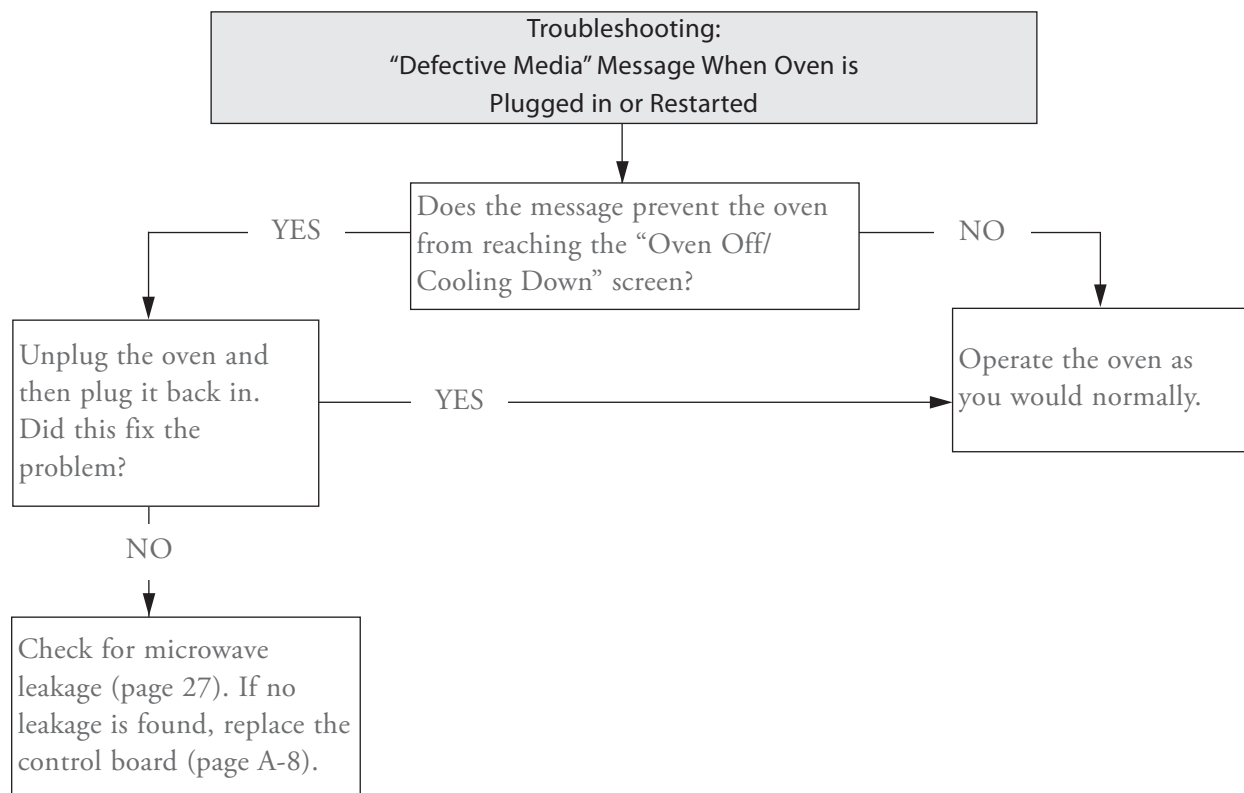 Troubleshooting:
“Defective Media” Message When Oven is
Plugged in or Restarted
Does the message prevent the oven
from reaching the “Oven Off/
Cooling Down” screen?
YES
NO
Unplug the oven and
then plug it back in.
Did this fix the
problem?
YES
Operate the oven as
you would normally.
NO
Check for microwave
leakage (page 27). If no
leakage is found, replace the
control board (page A-8).